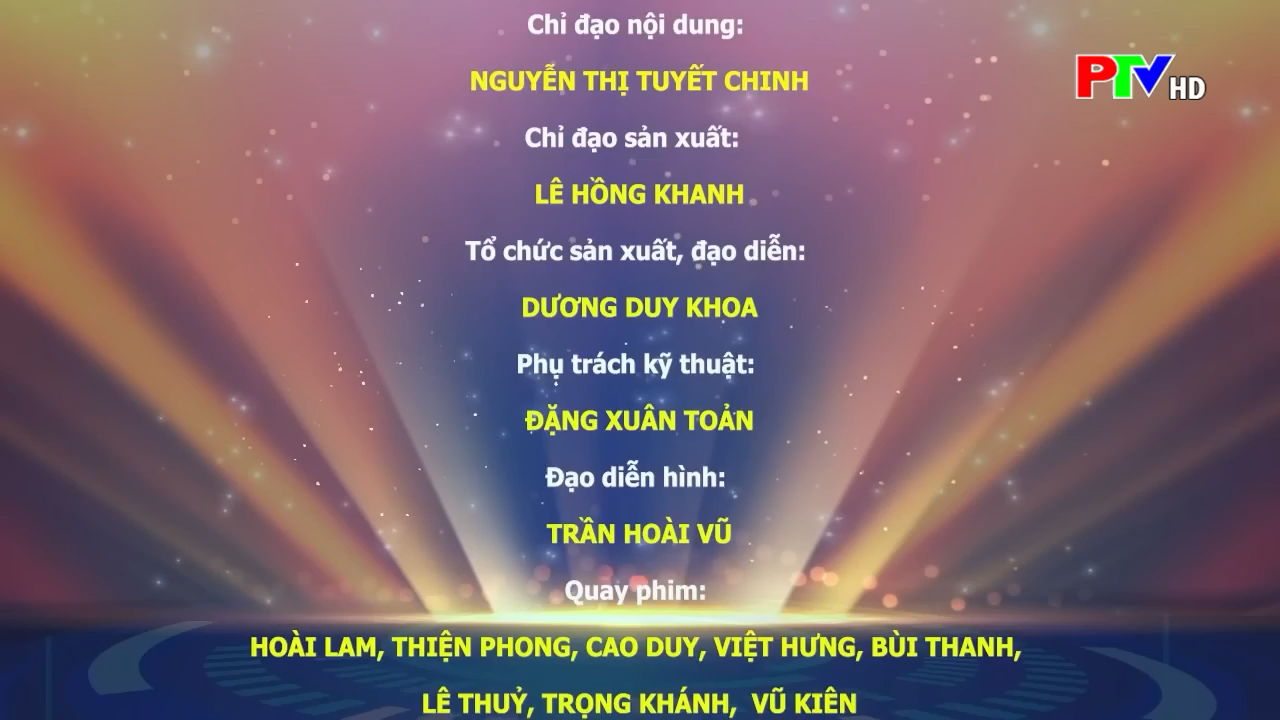 Chỉ đạo nội dung:
NGUYỄN THỊ TUYẾT CHINH
PTV HD
Chỉ đạo sản xuất:
LÊ HỒNG KHANH
Tổ chức sản xuất, đạo diễn:
DƯƠNG DUY KHOA
Phụ trách kỹ thuật:
ĐẶNG XUÂN TOẢN
Đạo diễn hình:
TRẦN HOÀI VŨ
Quay phim:
HOÀI LAM, THIỆN PHONG, CAO DUY, VIỆT HƯNG, BÙI THANH,
LÊ THUỶ, TRỌNG KHÁNH, VŨ KIÊN